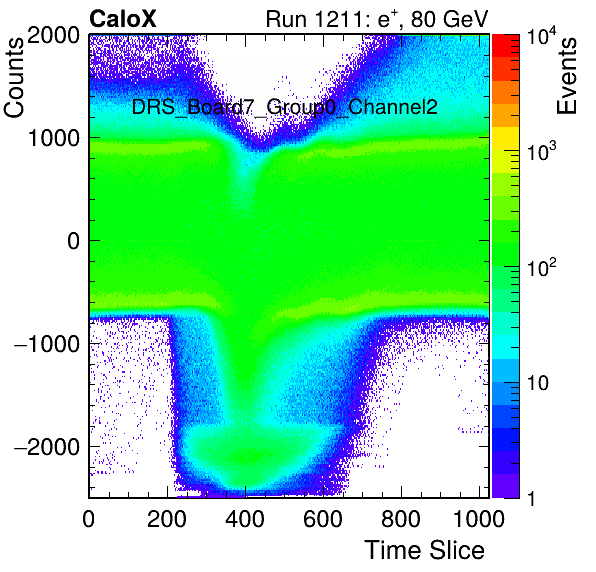 CaloX Run 1211: e+, 80 GeV
Counts
Events
DRS_Board7_Group0_Channel2
2000
1000
0
−1000
−2000
0 200 400 600 800 1000
Time Slice
10^4
10^3
10^2
10
1